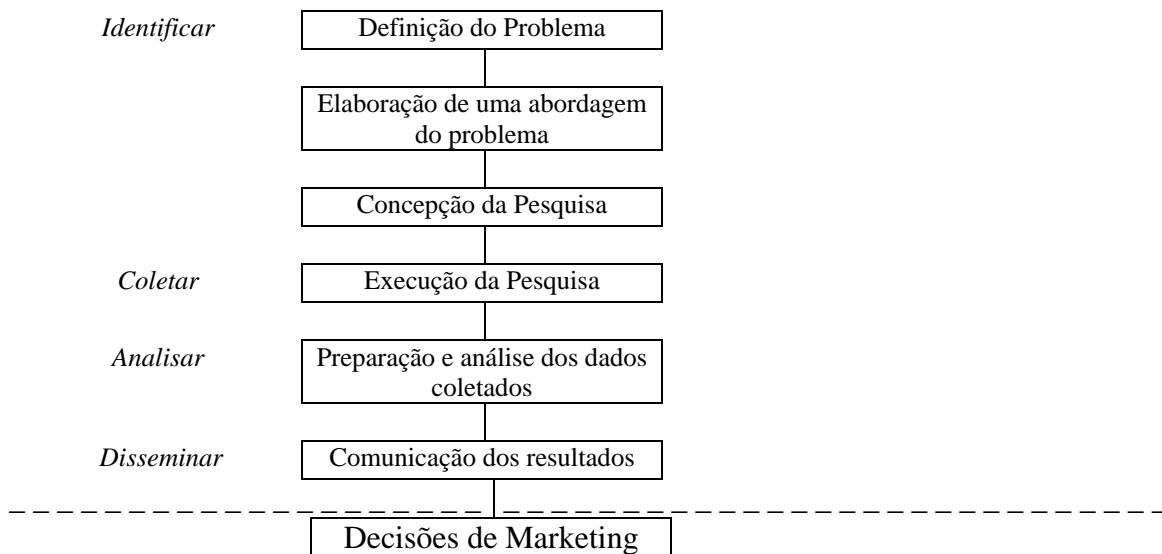 Identificar
Definição do Problema
Elaboração de uma abordagem
do problema
Concepção da Pesquisa
Coletar
Execução da Pesquisa
Analisar
Preparação e análise dos dados
coletados
Disseminar
Comunicação dos resultados
Decisões de Marketing